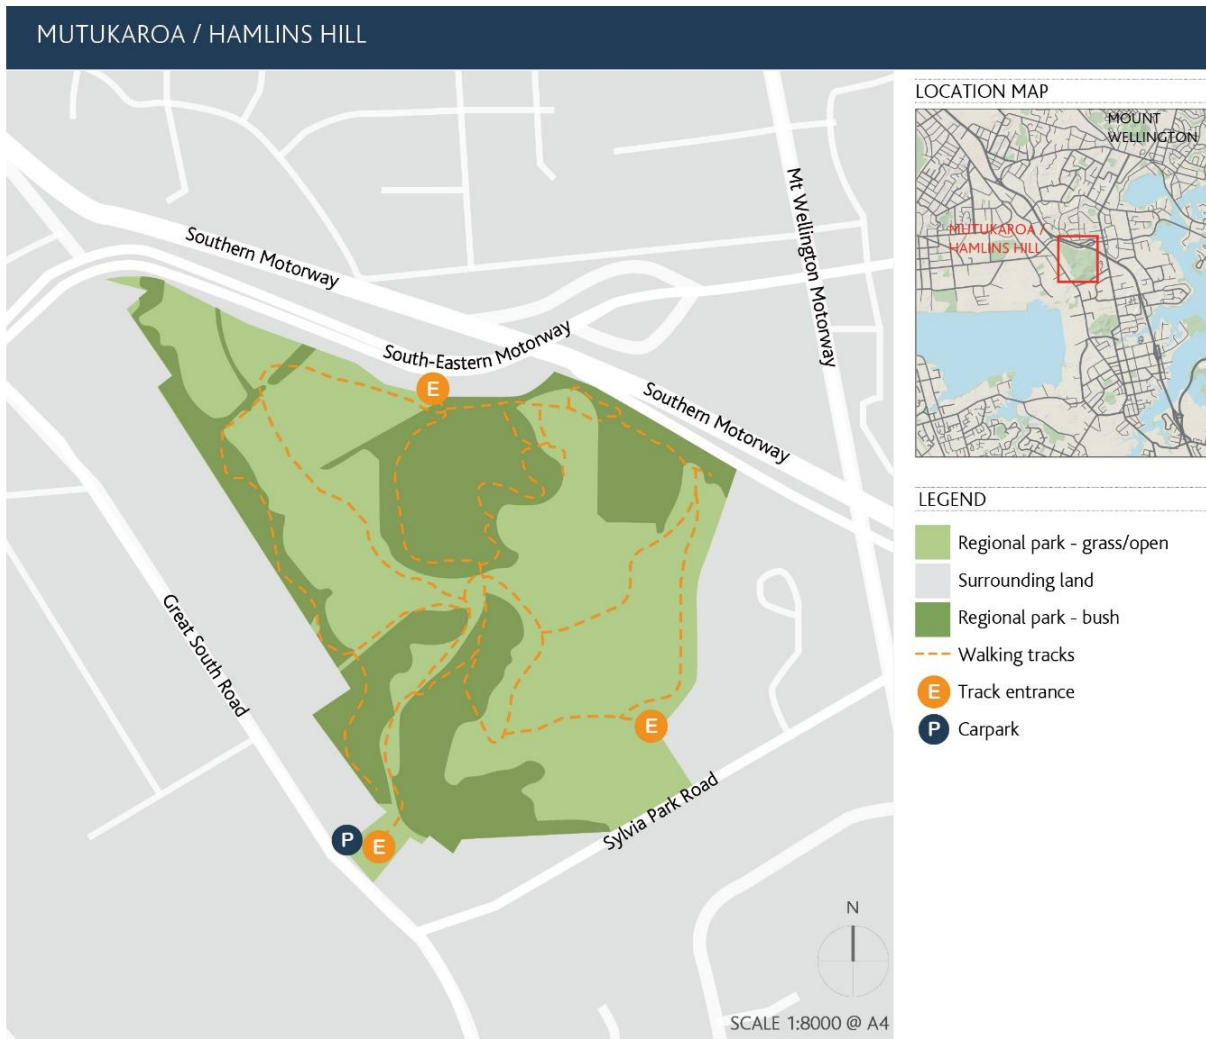 MUTUKAROA / HAMLINS HILL
Southern Motorway
South-Eastern Motorway
Southern Motorway
Mt Wellington Motorway
Great South Road
Sylvia Park Road
E
E
P
E
N
SCALE 1:8000 @ A4
LOCATION MAP
MOUNT
WELLINGTON
MUTUKAROA /
HAMLINS HILL
LEGEND
Regional park - grass/open
Surrounding land
Regional park - bush
Walking tracks
E Track entrance
P Carpark